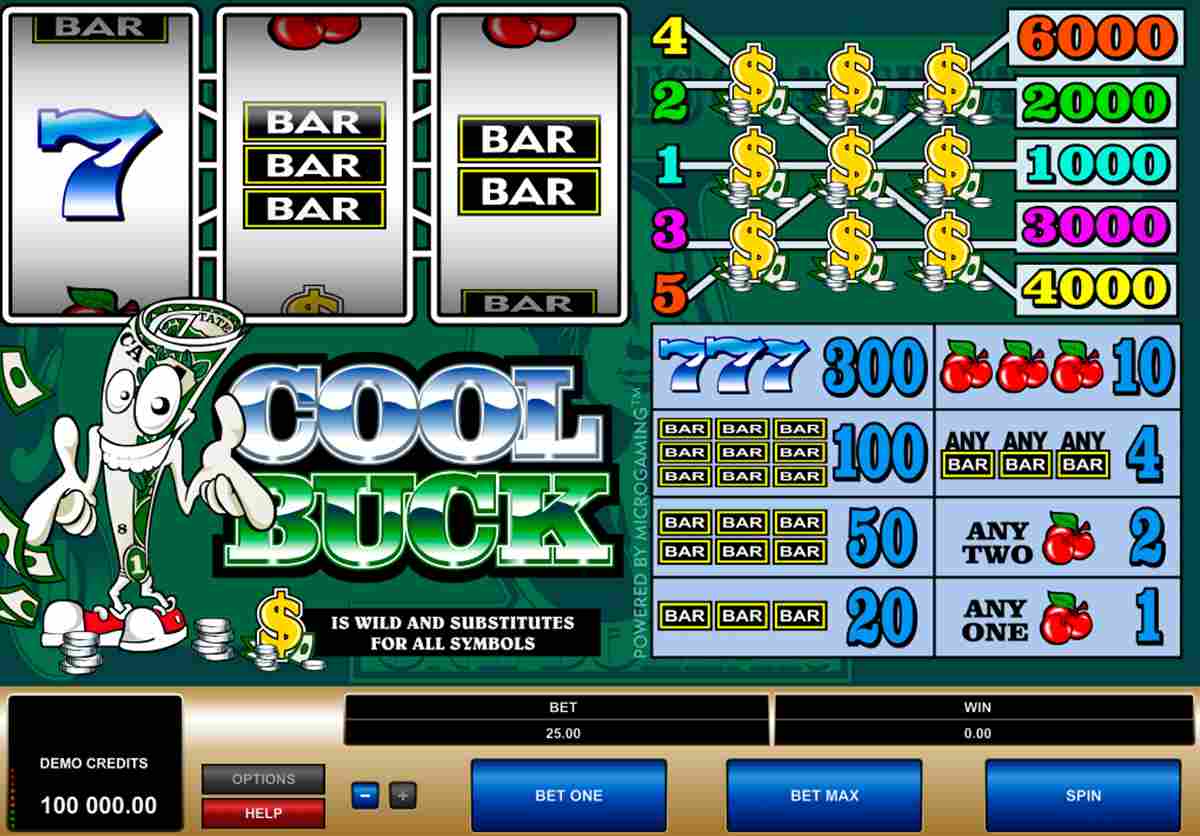 BAR
7
BAR
BAR
BAR
BAR
BAR
BAR
4
6000
2
2000
1
1000
3
3000
5
4000
777 300
BAR BAR BAR
BAR BAR BAR
BAR BAR BAR
100
BAR BAR BAR
BAR BAR BAR
50
BAR BAR BAR 20
10
ANY ANY ANY
BAR BAR BAR
4
ANY
TWO
2
ANY
ONE
1
POWERED BY MICROGAMING™
COOL
BUCK
8
1
$ IS WILD AND SUBSTITUTES
FOR ALL SYMBOLS
BET
25.00
WIN
0.00
DEMO CREDITS
100 000.00
OPTIONS
HELP
−
+
BET ONE
BET MAX
SPIN